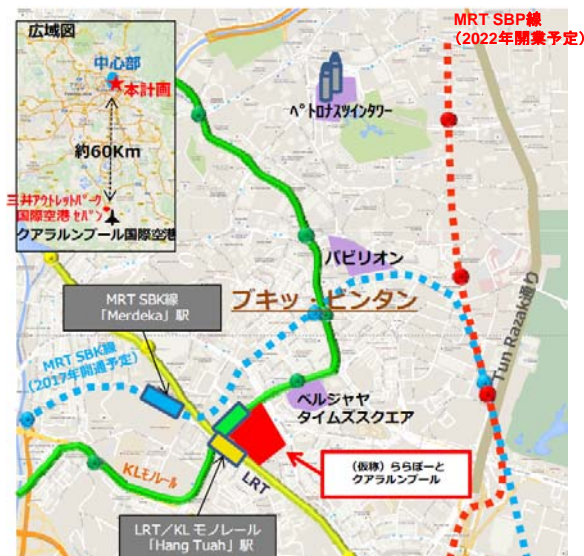 広域図
中心部
本計画
約60Km
三井アウトレットパーク
国際空港 セパン
クアラルンプール国際空港
MRT SBP線
(2022年開業予定)
ペトロナスツインタワー
パビリオン
ブキッ・ビンタン
Tun Razak通り
MRT SBK線
「Merdeka」駅
MRT SBK線
(2017年開通予定)
ベルジャヤ
タイムズスクエア
KLモノレール
LRT
(仮称)ららぽーと
クアラルンプール
LRT/KL モノレール
「Hang Tuah」駅